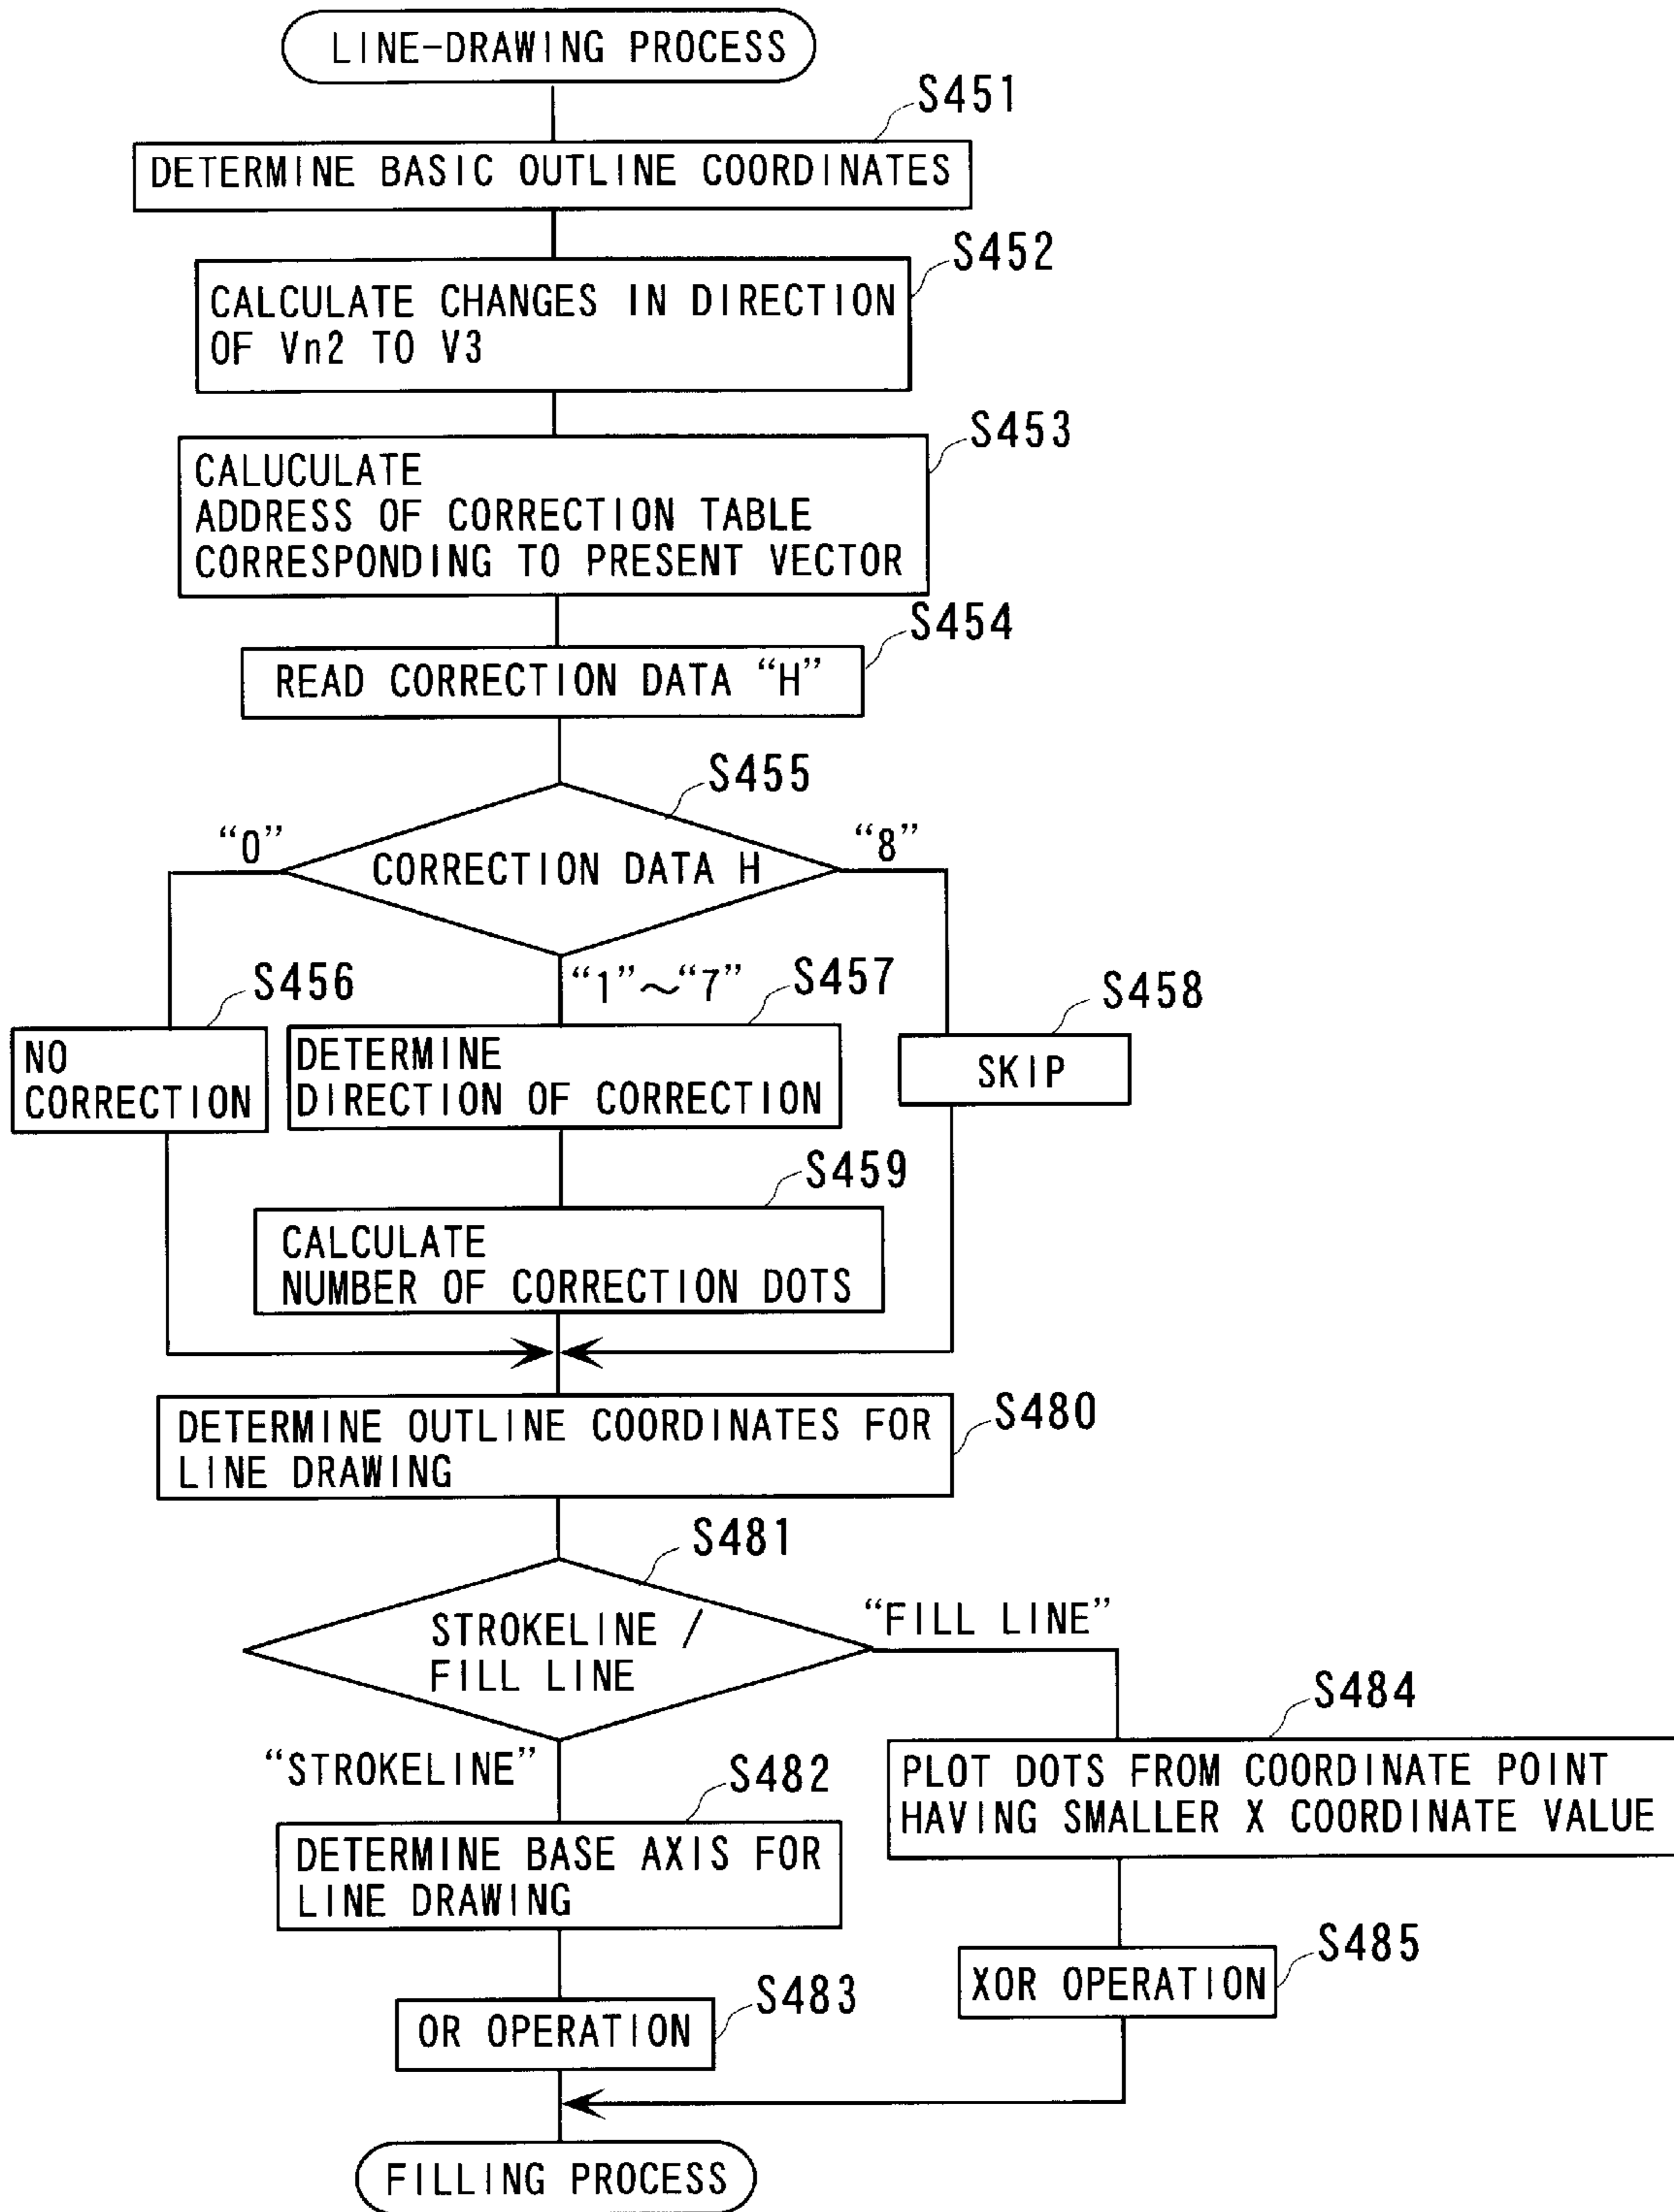 LINE-DRAWING PROCESS
S451
DETERMINE BASIC OUTLINE COORDINATES
S452
CALCULATE CHANGES IN DIRECTION
OF Vn2 TO V3
S453
CALUCULATE
ADDRESS OF CORRECTION TABLE
CORRESPONDING TO PRESENT VECTOR
S454
READ CORRECTION DATA “H”
S455
“0”
“8”
CORRECTION DATA H
“1”～“7”
S456
S457
S458
NO
CORRECTION
DETERMINE
DIRECTION OF CORRECTION
SKIP
S459
CALCULATE
NUMBER OF CORRECTION DOTS
S480
DETERMINE OUTLINE COORDINATES FOR
LINE DRAWING
S481
STROKELINE /
FILL LINE
“FILL LINE”
“STROKELINE”
S484
PLOT DOTS FROM COORDINATE POINT
HAVING SMALLER X COORDINATE VALUE
S482
DETERMINE BASE AXIS FOR
LINE DRAWING
S485
XOR OPERATION
S483
OR OPERATION
FILLING PROCESS